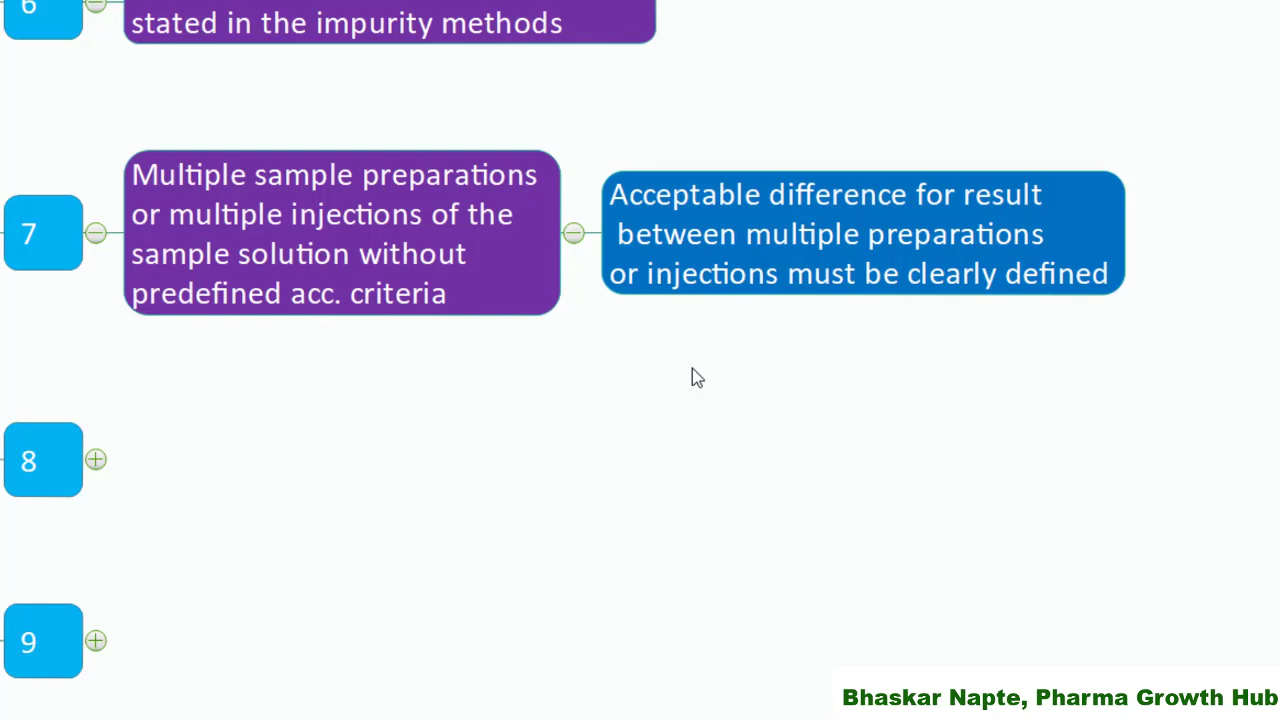 6
stated in the impurity methods
7
Multiple sample preparations
or multiple injections of the
sample solution without
predefined acc. criteria
Acceptable difference for result
between multiple preparations
or injections must be clearly defined
8
9
Bhaskar Napte, Pharma Growth Hub